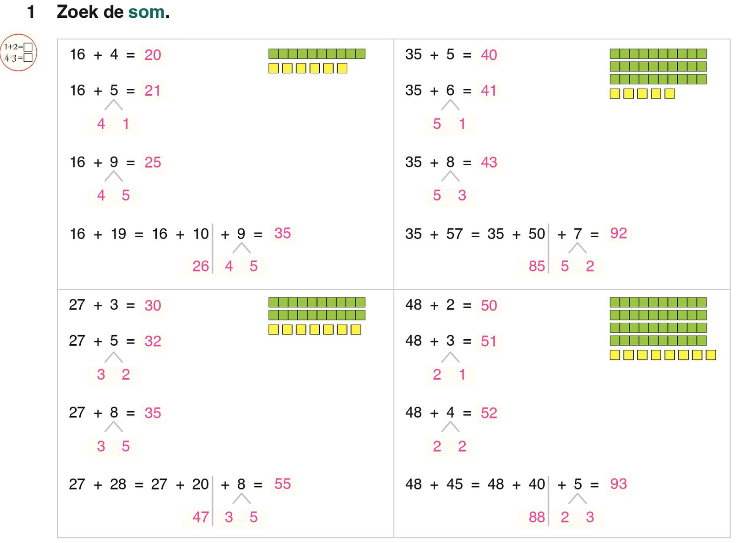 1 Zoek de som.
1+2=
4-3=
16 + 4 = 20
16 + 5 = 21
4 1
16 + 9 = 25
4 5
16 + 19 = 16 + 10 + 9 = 35
26 4 5
35 + 5 = 40
35 + 6 = 41
5 1
35 + 8 = 43
5 3
35 + 57 = 35 + 50 + 7 = 92
85 5 2
27 + 3 = 30
27 + 5 = 32
3 2
27 + 8 = 35
3 5
27 + 28 = 27 + 20 + 8 = 55
47 3 5
48 + 2 = 50
48 + 3 = 51
2 1
48 + 4 = 52
2 2
48 + 45 = 48 + 40 + 5 = 93
88 2 3